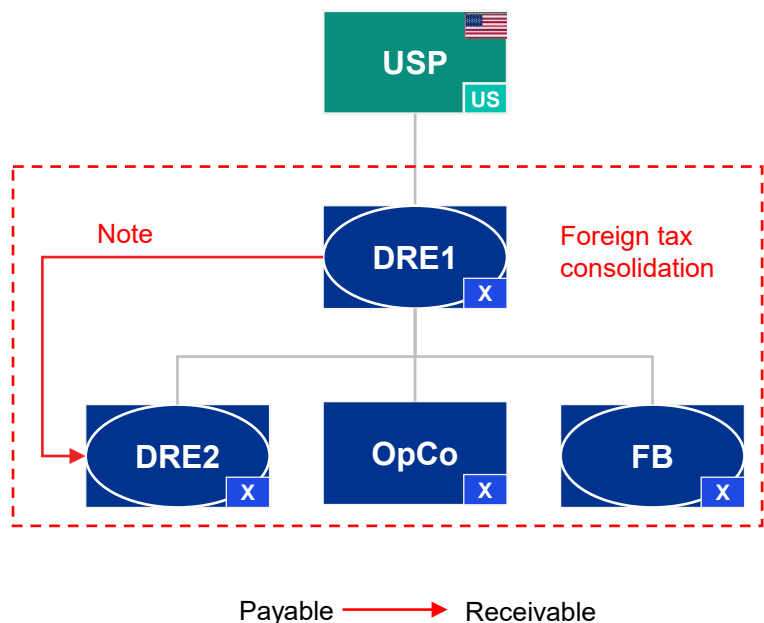 USP
US
Note
DRE1
X
Foreign tax
consolidation
DRE2
X
OpCo
X
FB
X
Payable
Receivable